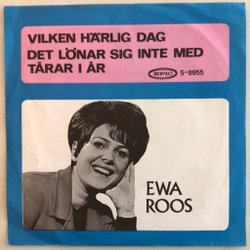 VILKEN HÄRLIG DAG
DET LÖNAR SIG INTE MED
TÅRAR I ÅR
EPIC
5-9955
EWA
ROOS